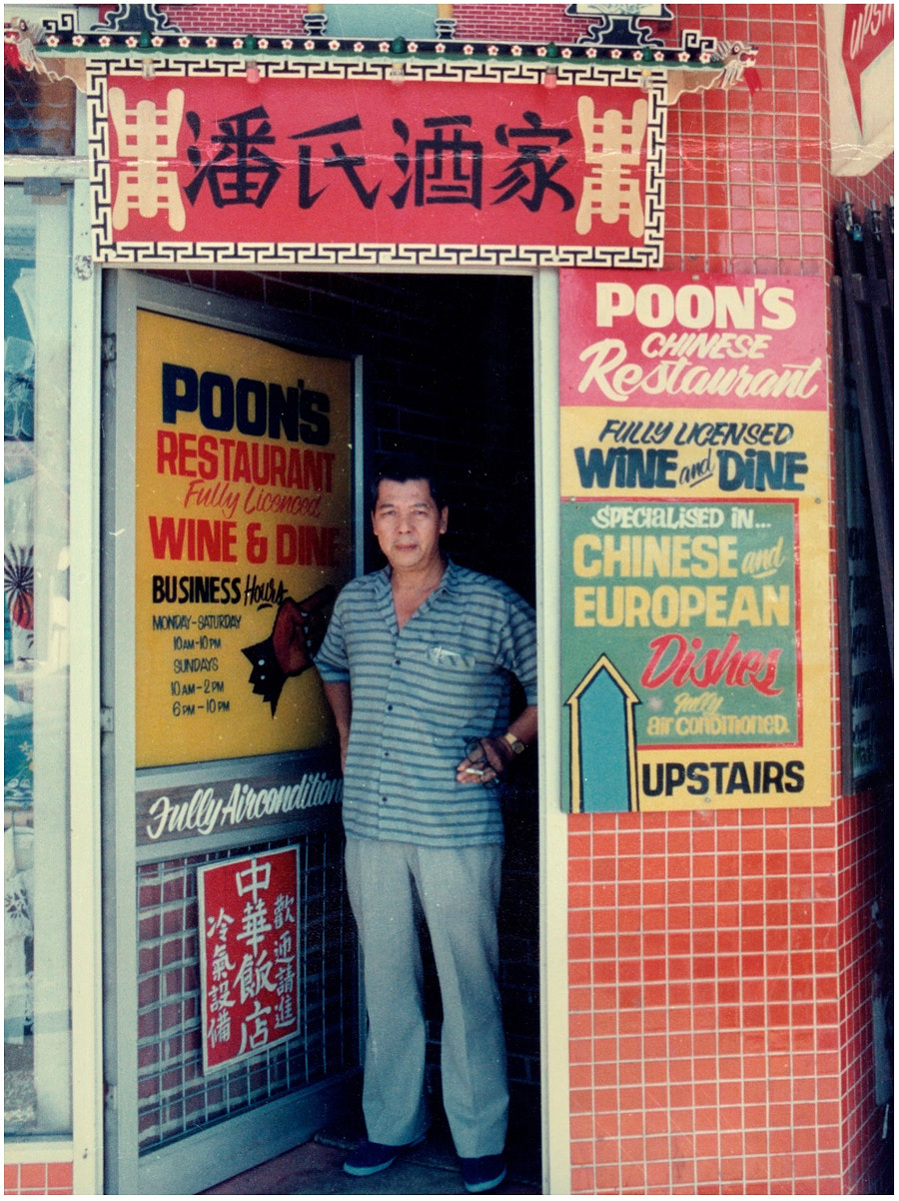 潘氏酒家
POON'S
RESTAURANT
Fully Licenced
WINE & DINE
BUSINESS Hours
MONDAY-SATURDAY
10AM-10PM
SUNDAYS
10AM-2PM
6PM-10PM
Fully Aircondition
歡迎請進
中華飯店
冷氣設備
POON'S
CHINESE
Restaurant
FULLY LICENSED
WINE and DINE
SPECIALISED IN...
CHINESE and
EUROPEAN
Dishes
fully
air conditioned.
UPSTAIRS